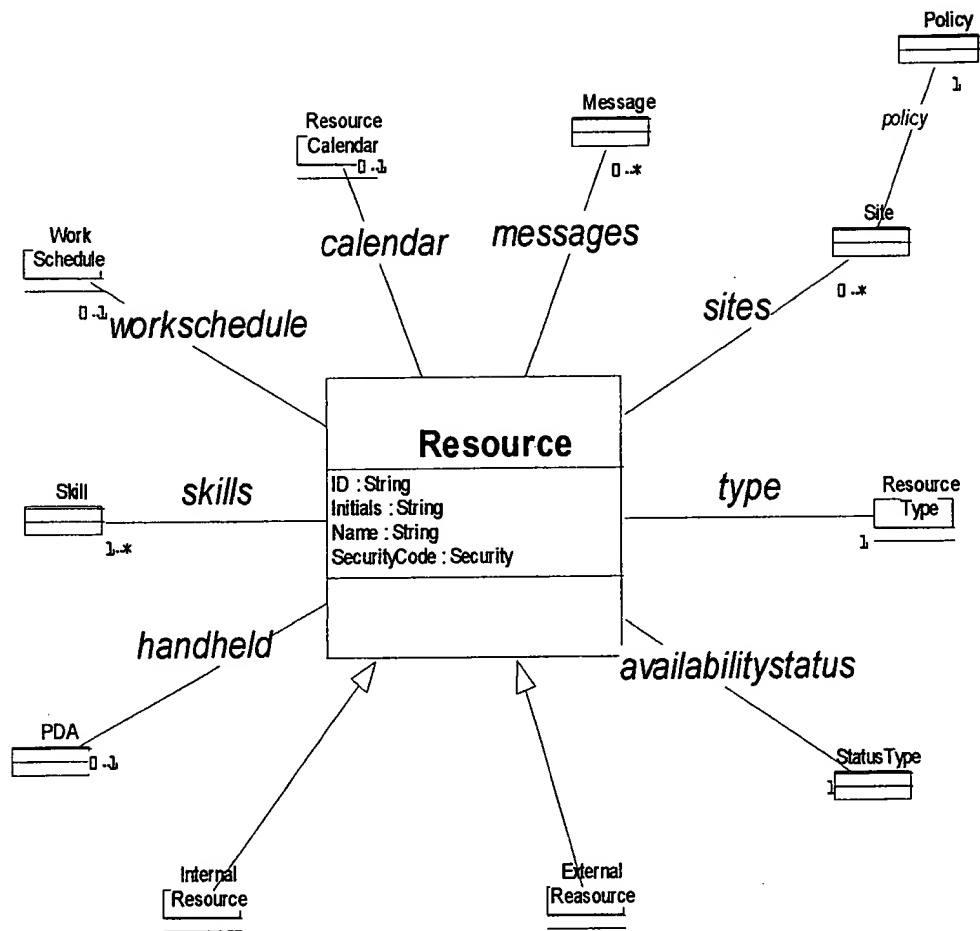 Policy
1
policy
Message
0..*
Resource
Calendar
0..1
Site
0..*
Work
Schedule
0..1
calendar
messages
sites
workschedule
Resource
ID : String
Initials : String
Name : String
SecurityCode : Security
Skill
1..*
skills
type
Resource
Type
1
handheld
availabilitystatus
PDA
0..1
StatusType
1
Internal
Resource
External
Reasource